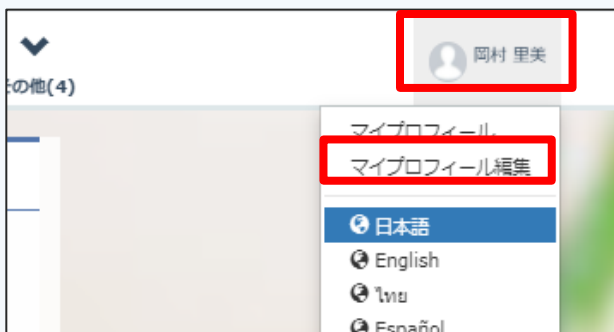 岡村 里美
その他(4)
マイプロフィール
マイプロフィール編集
日本語
English
ไทย
Español